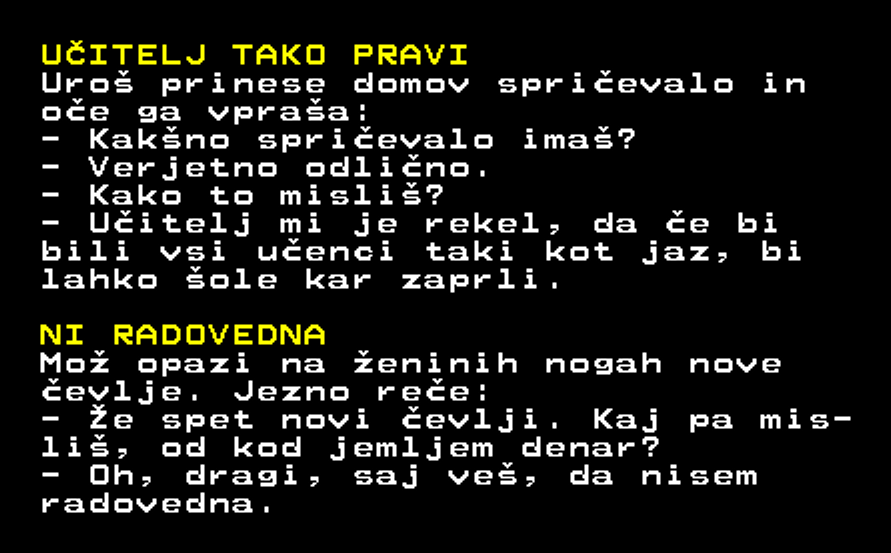 UČITELJ TAKO PRAVI
Uroš prinese domov spričevalo in
oče ga vpraša:
- Kakšno spričevalo imaš?
- Verjetno odlično.
- Kako to misliš?
- Učitelj mi je rekel, da če bi
bili vsi učenci taki kot jaz, bi
lahko šole kar zaprli.
NI RADOVEDNA
Mož opazi na ženinih nogah nove
čevlje. Jezno reče:
- Že spet novi čevlji. Kaj pa mis-
liš, od kod jemljem denar?
- Oh, dragi, saj veš, da nisem
radovedna.